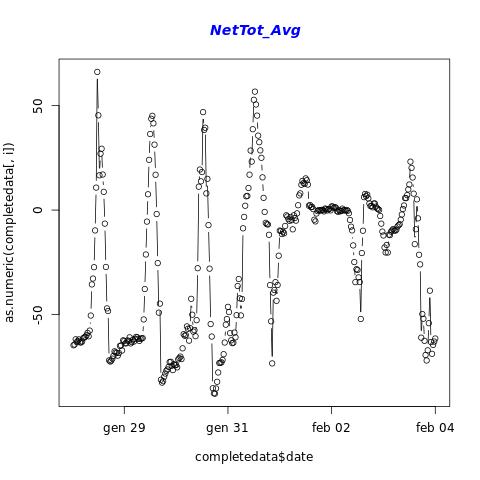 NetTot_Avg
as.numeric(completedata[, i])
50
0
-50
gen 29
gen 31
feb 02
feb 04
completedata$date